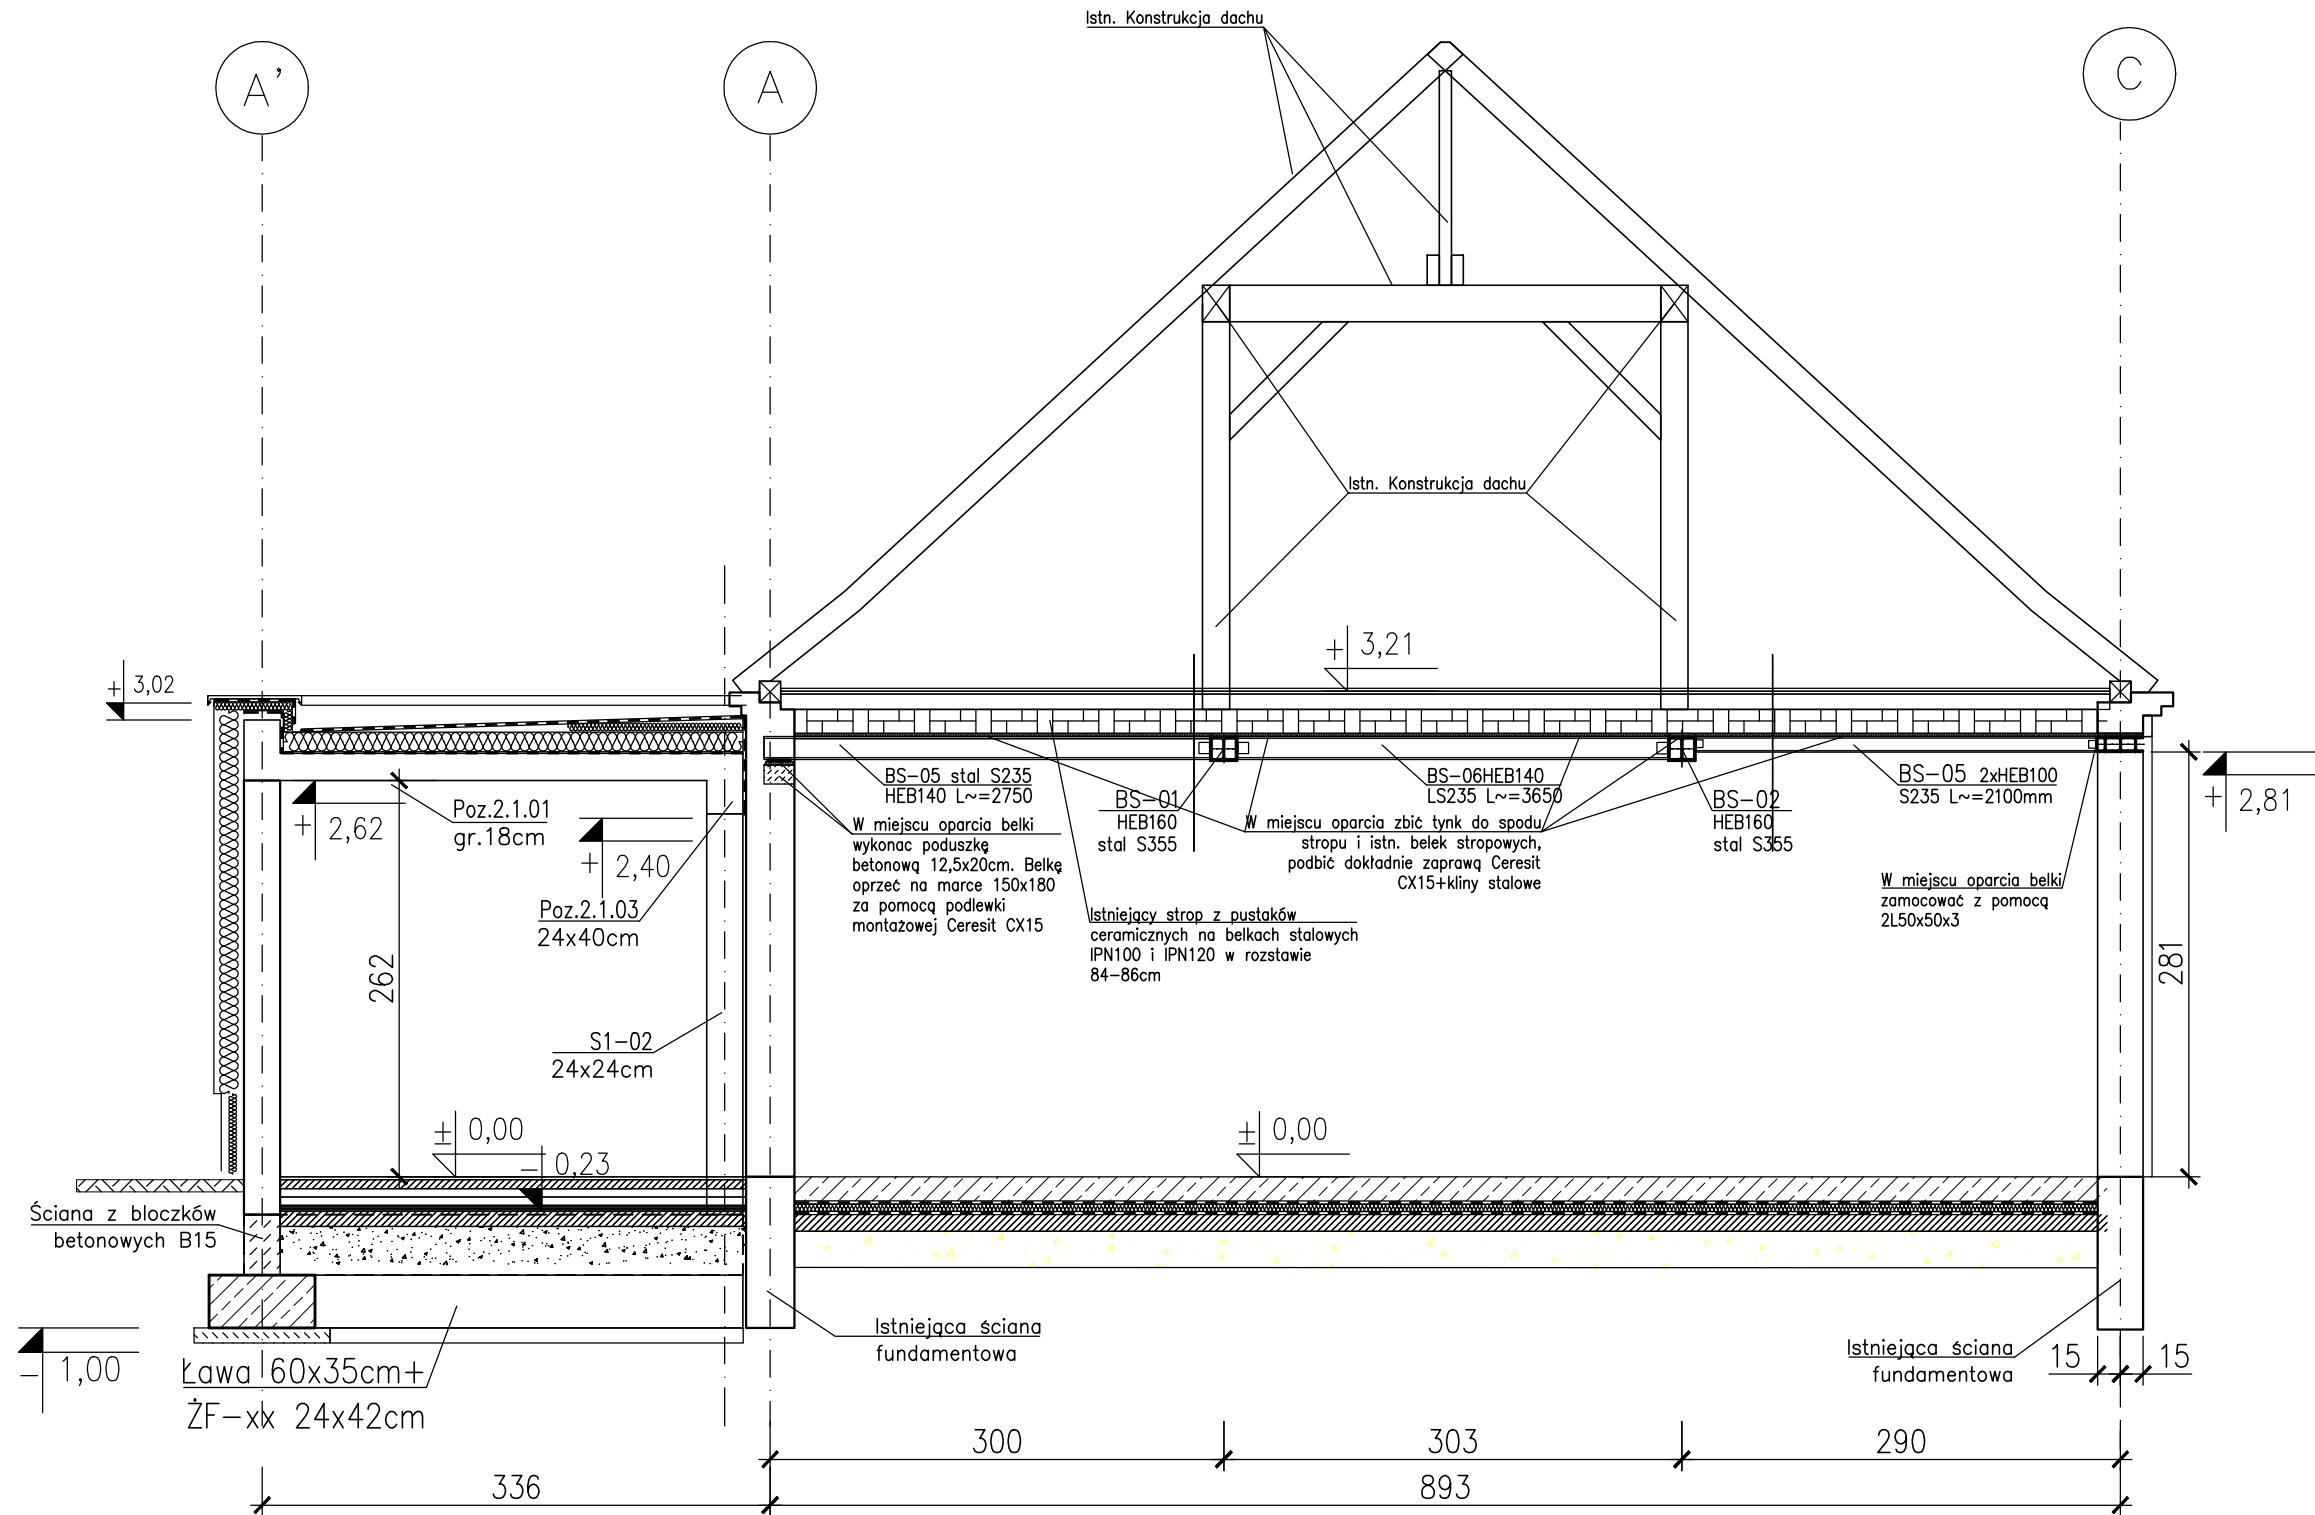 Istn. Konstrukcja dachu
A'
A
C
Istn. Konstrukcja dachu
+ 3,21
+ 3,02
BS-05 stal S235
HEB140 L~=2750
BS-01
HEB160
stal S355
BS-06HEB140
LS235 L~=3650
BS-02
HEB160
stal S355
BS-05 2xHEB100
S235 L~=2100mm
+ 2,81
+ 2,62
Poz.2.1.01
gr.18cm
+ 2,40
Poz.2.1.03
24x40cm
W miejscu oparcia belki
wykonac poduszkę
betonową 12,5x20cm. Belkę
oprzeć na marce 150x180
za pomocą podlewki
montażowej Ceresit CX15
W miejscu oparcia zbić tynk do spodu
stropu i istn. belek stropowych,
podbić dokładnie zaprawą Ceresit
CX15+kliny stalowe
W miejscu oparcia belki
zamocować z pomocą
2L50x50x3
Istniejący strop z pustaków
ceramicznych na belkach stalowych
IPN100 i IPN120 w rozstawie
84-86cm
262
281
S1-02
24x24cm
± 0,00
± 0,00
- 0,23
Ściana z bloczków
betonowych B15
- 1,00
Ława 60x35cm+
ŻF-xx 24x42cm
Istniejąca ściana
fundamentowa
Istniejąca ściana
fundamentowa
15
15
300
303
290
336
893